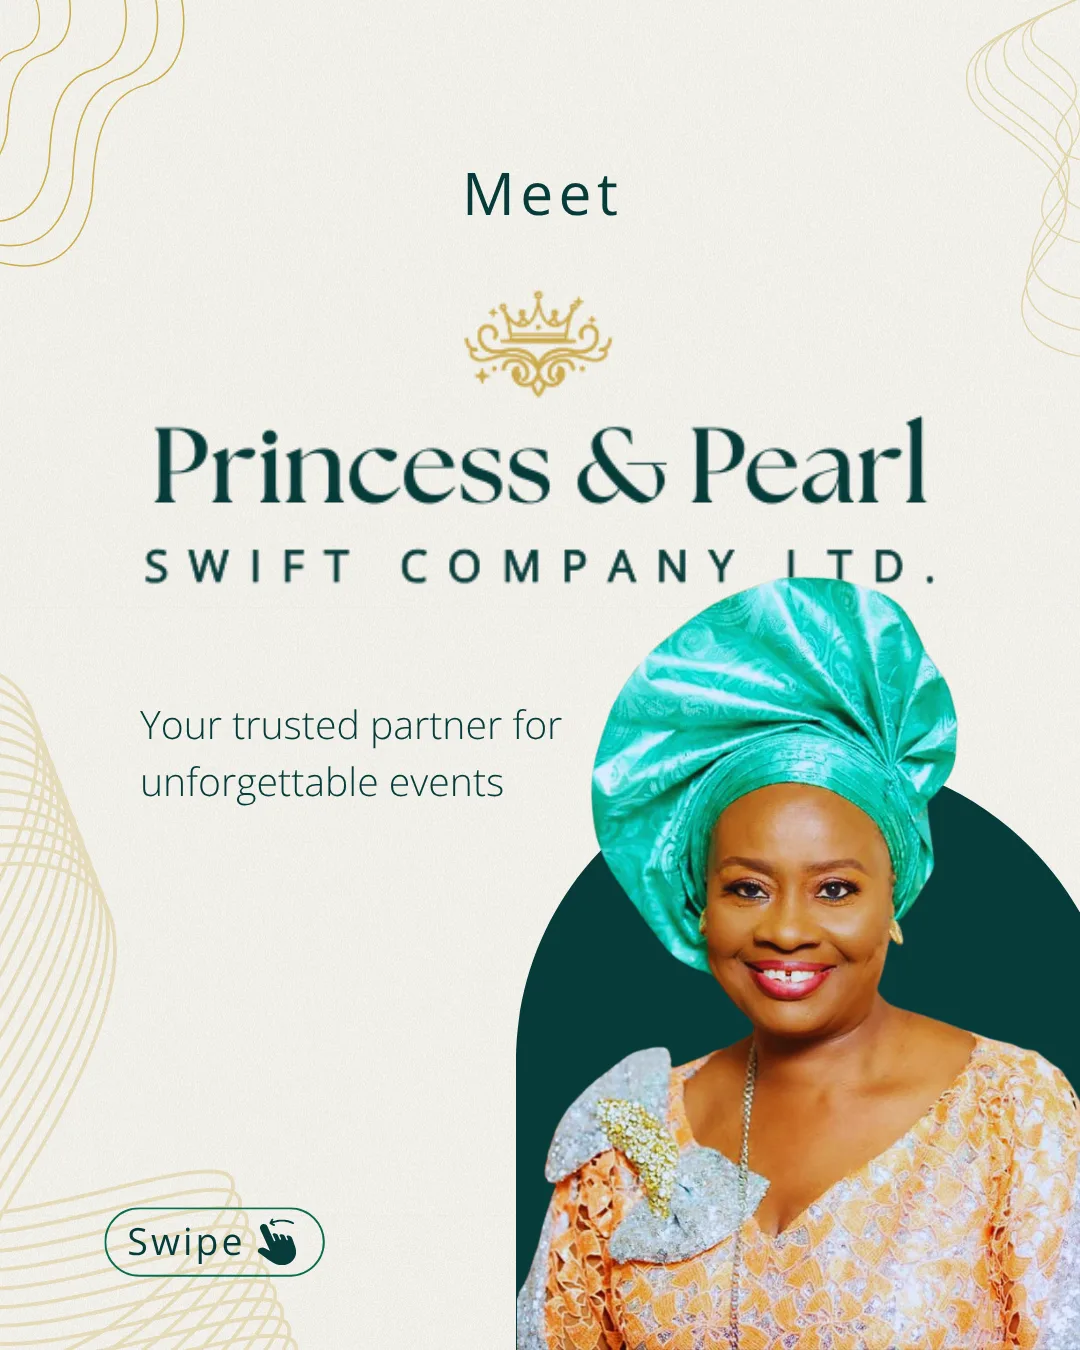 Meet
Princess & Pearl
SWIFT COMPANY LTD.
Your trusted partner for
unforgettable events
Swipe